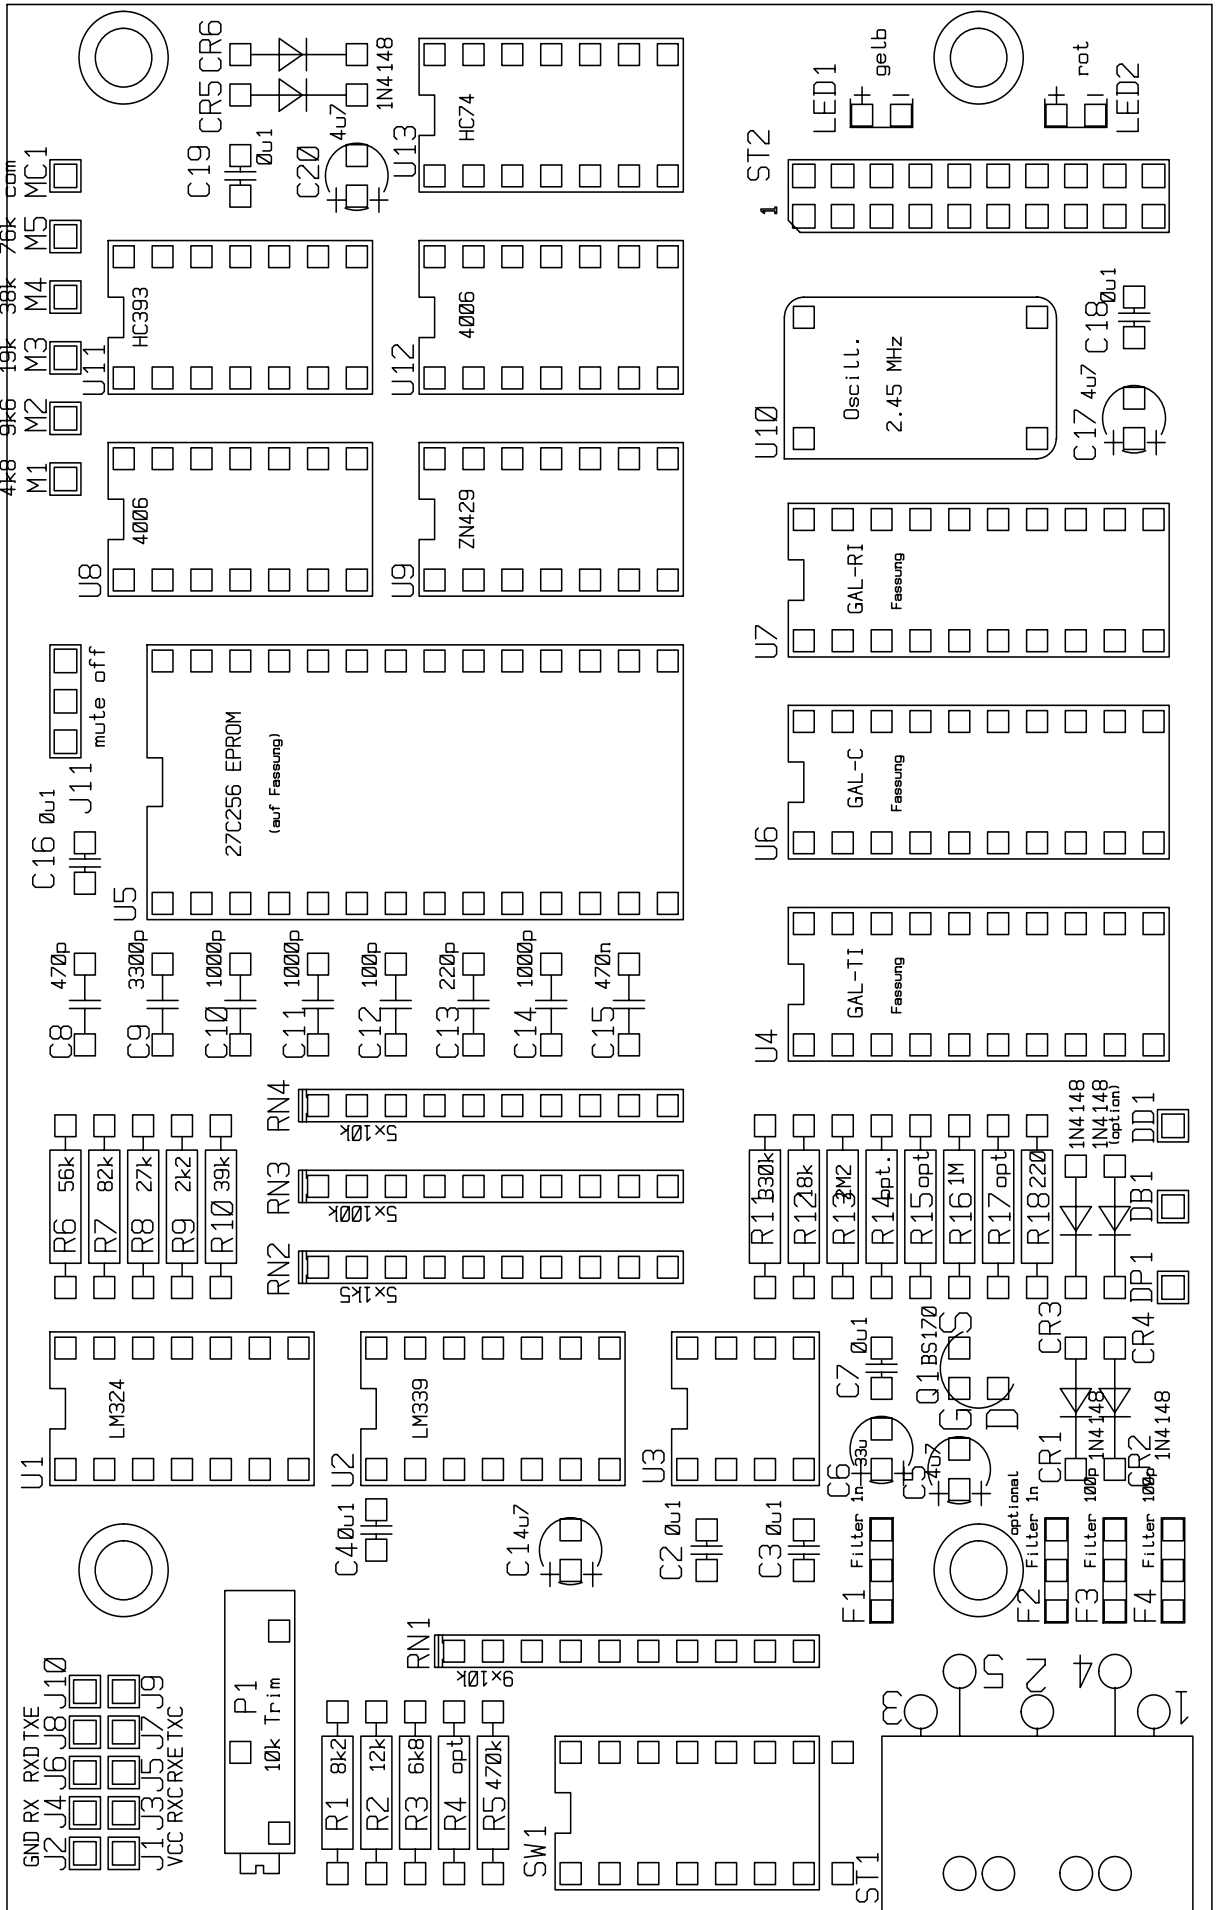 CR6
CR5
1N4148
C19
0u1
C20
4u7
U13
HC74
LED1
gelb
+
-
rot
LED2
+
-
ST2
1
com
MC1
76k
M5
38k
M4
19k
M3
9k6
M2
4k8
M1
U11
HC393
U12
4006
U8
4006
U9
ZN429
U10
Oscill.
2.45 MHz
C18
0u1
C17
4u7
U7
GAL-RI
Fassung
U6
GAL-C
Fassung
U4
GAL-TI
Fassung
mute off
J11
C16
0u1
U5
27C256 EPROM
(auf Fassung)
C8
470p
C9
3300p
C10
1000p
C11
1000p
C12
100p
C13
220p
C14
1000p
C15
470n
RN4
5x10k
RN3
5x100k
RN2
5x1k5
R6
56k
R7
82k
R8
27k
R9
2k2
R10
39k
R11
330k
R12
18k
R13
2M2
R14
opt.
R15
opt
R16
1M
R17
opt
R18
220
1N4148
1N4148
(option)
DD1
DB1
DP1
CR3
CR4
U1
LM324
U2
LM339
U3
C7
0u1
Q1
BS170
S
G
D
C6
33u
C5
4u7
CR1
1N4148
CR2
1N4148
C4
0u1
C1
4u7
C2
0u1
C3
0u1
F1
Filter 1n
F2
Filter 1n
optional
F3
Filter 100p
F4
Filter 100p
RN1
9x10k
J10
J9
TXE
J8
J7
TXC
RXD
J6
J5
RXE
RX
J4
J3
RXC
GND
J2
J1
VCC
P1
10k Trim
R1
8k2
R2
12k
R3
6k8
R4
opt
R5
470k
SW1
ST1
3
5
2
4
1